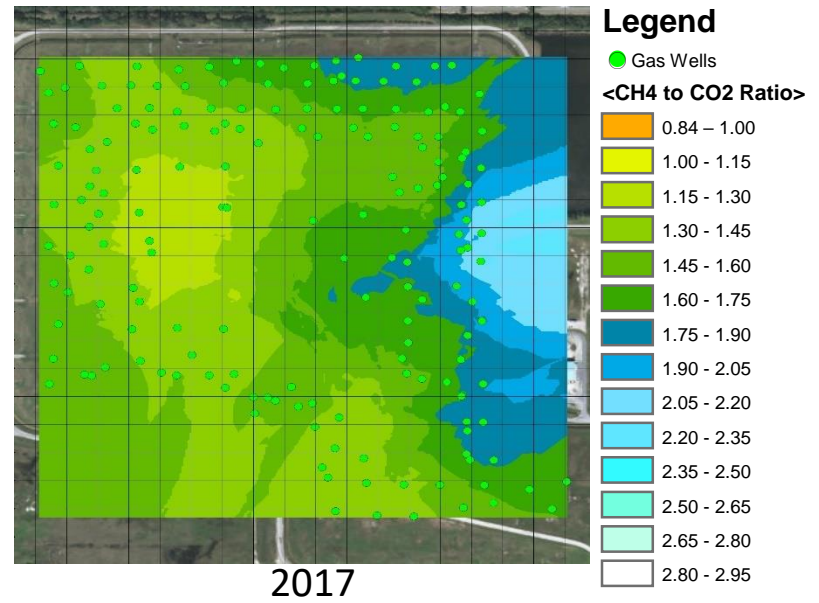 Legend
Gas Wells
<CH4 to CO2 Ratio>
0.84 – 1.00
1.00 - 1.15
1.15 - 1.30
1.30 - 1.45
1.45 - 1.60
1.60 - 1.75
1.75 - 1.90
1.90 - 2.05
2.05 - 2.20
2.20 - 2.35
2.35 - 2.50
2.50 - 2.65
2.65 - 2.80
2.80 - 2.95
2017